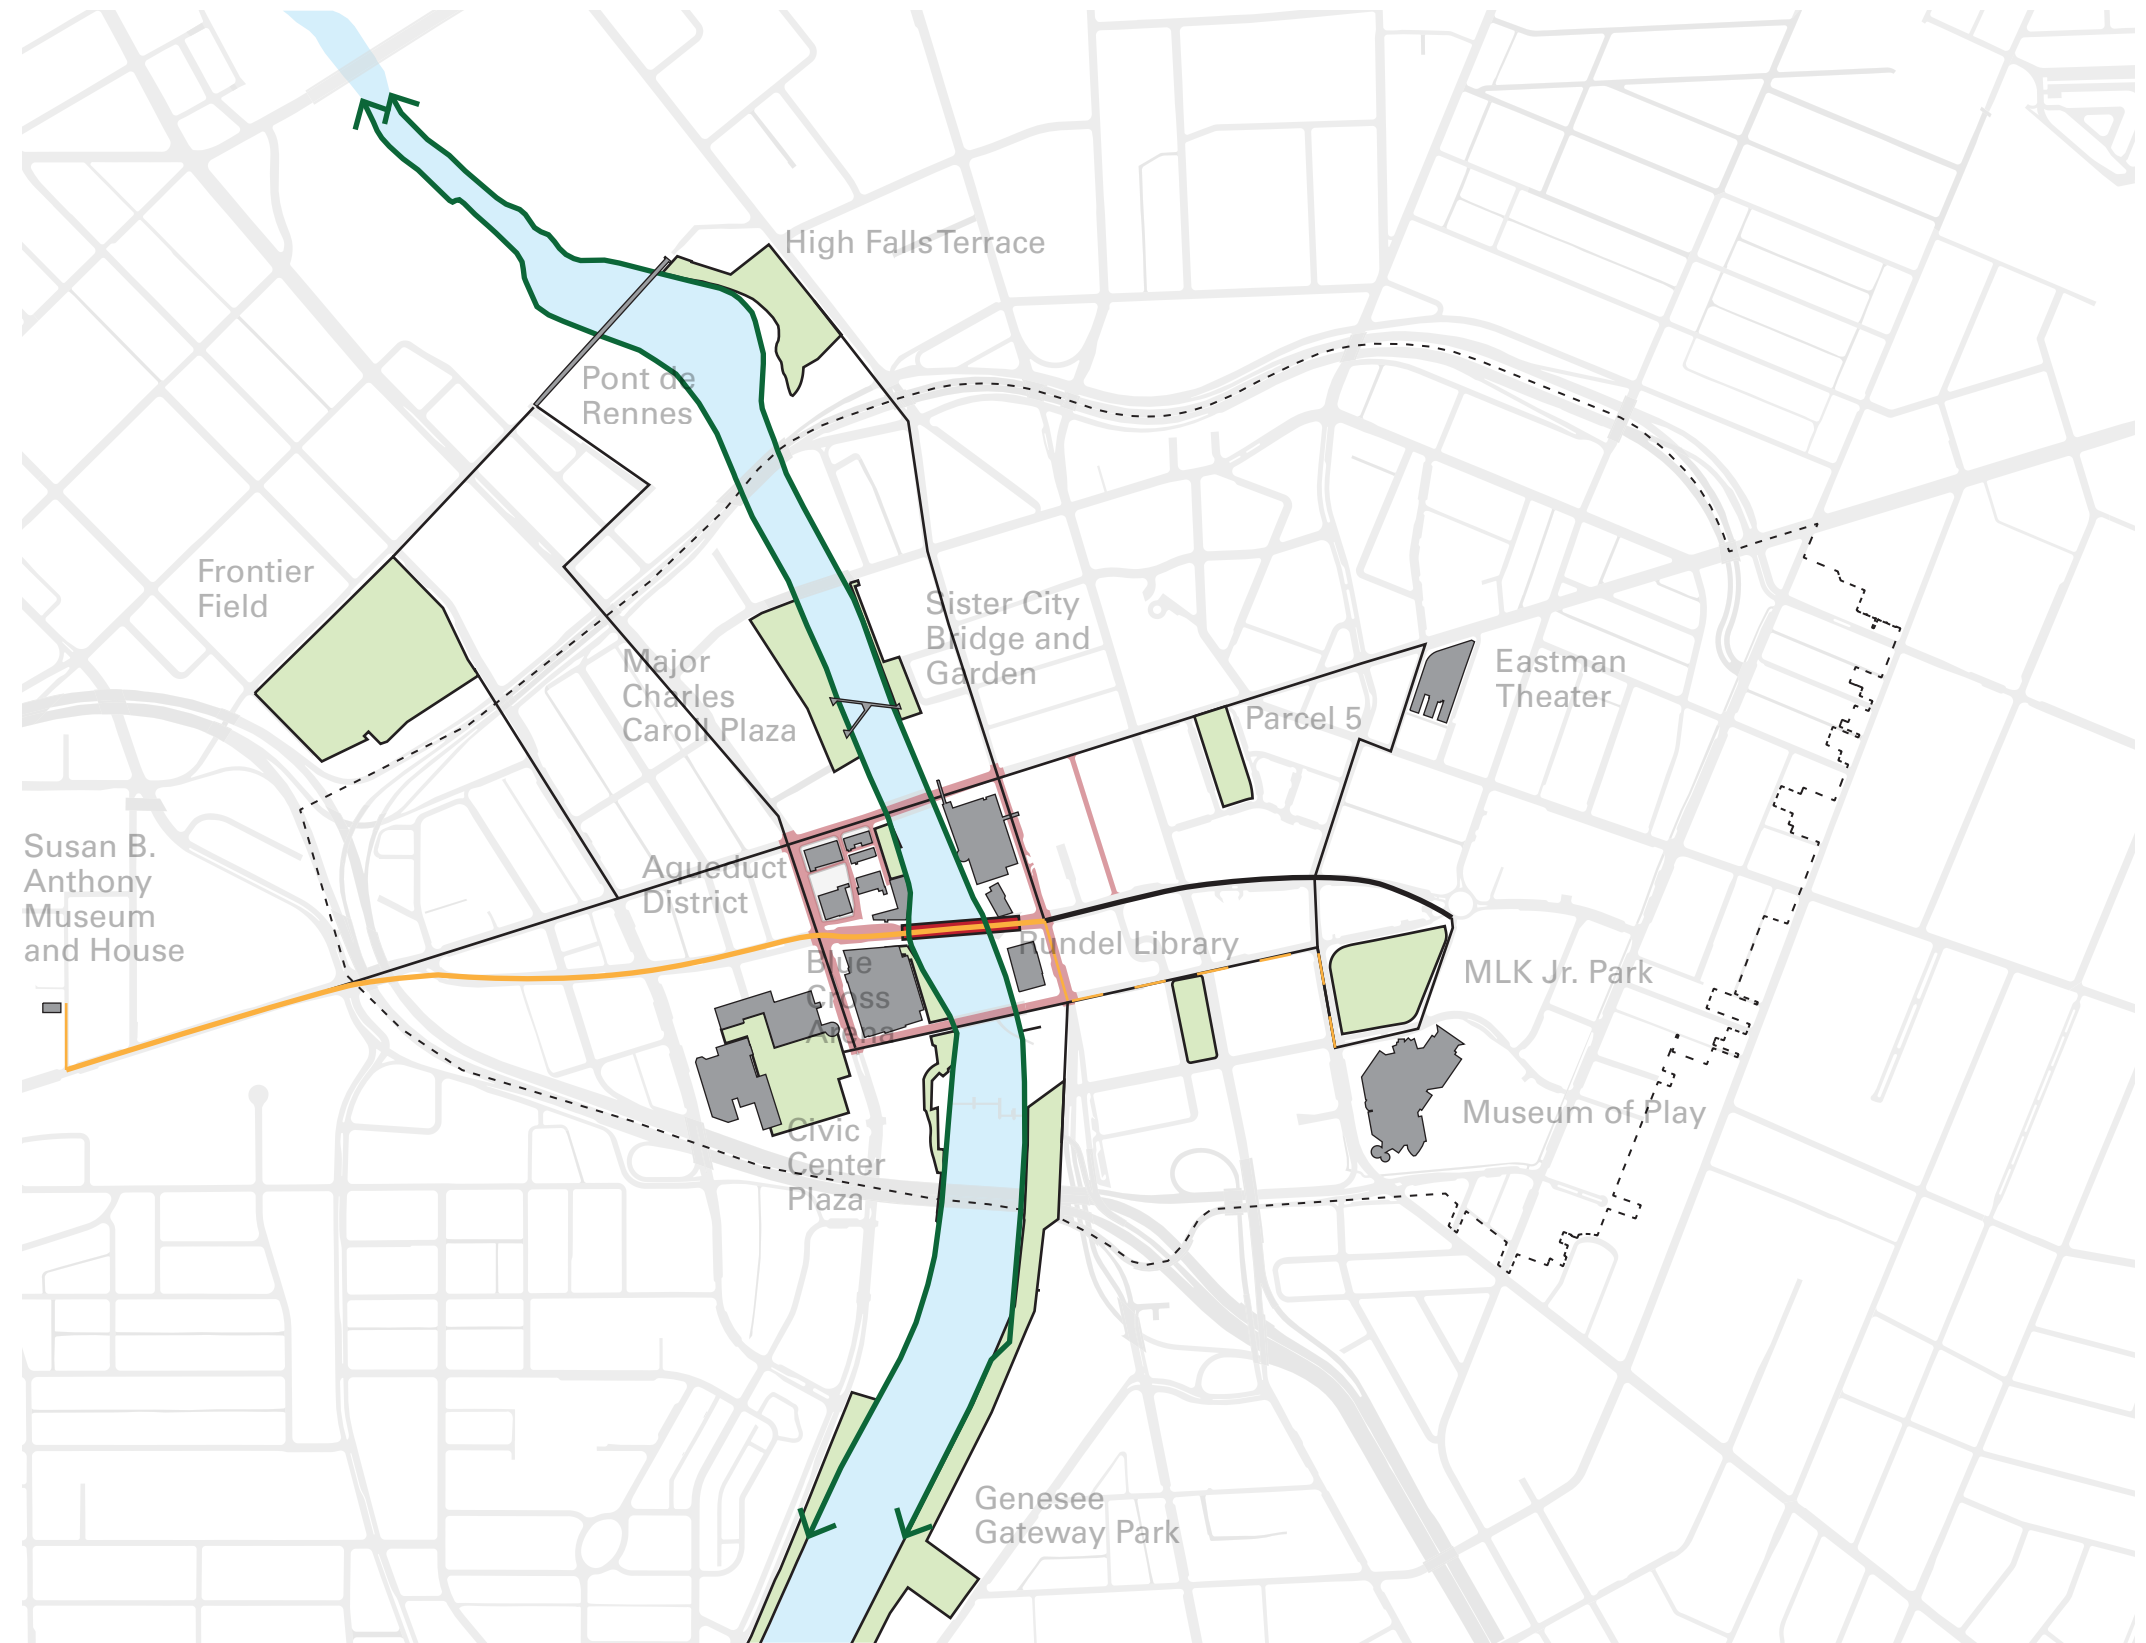 High Falls Terrace
Pont de
Rennes
Frontier
Field
Sister City
Bridge and
Garden
Major
Charles
Caroll Plaza
Eastman
Theater
Parcel 5
Susan B.
Anthony
Museum
and House
Aqueduct
District
Rundel Library
Blue
Cross
Arena
MLK Jr. Park
Museum of Play
Civic
Center
Plaza
Genesee
Gateway Park